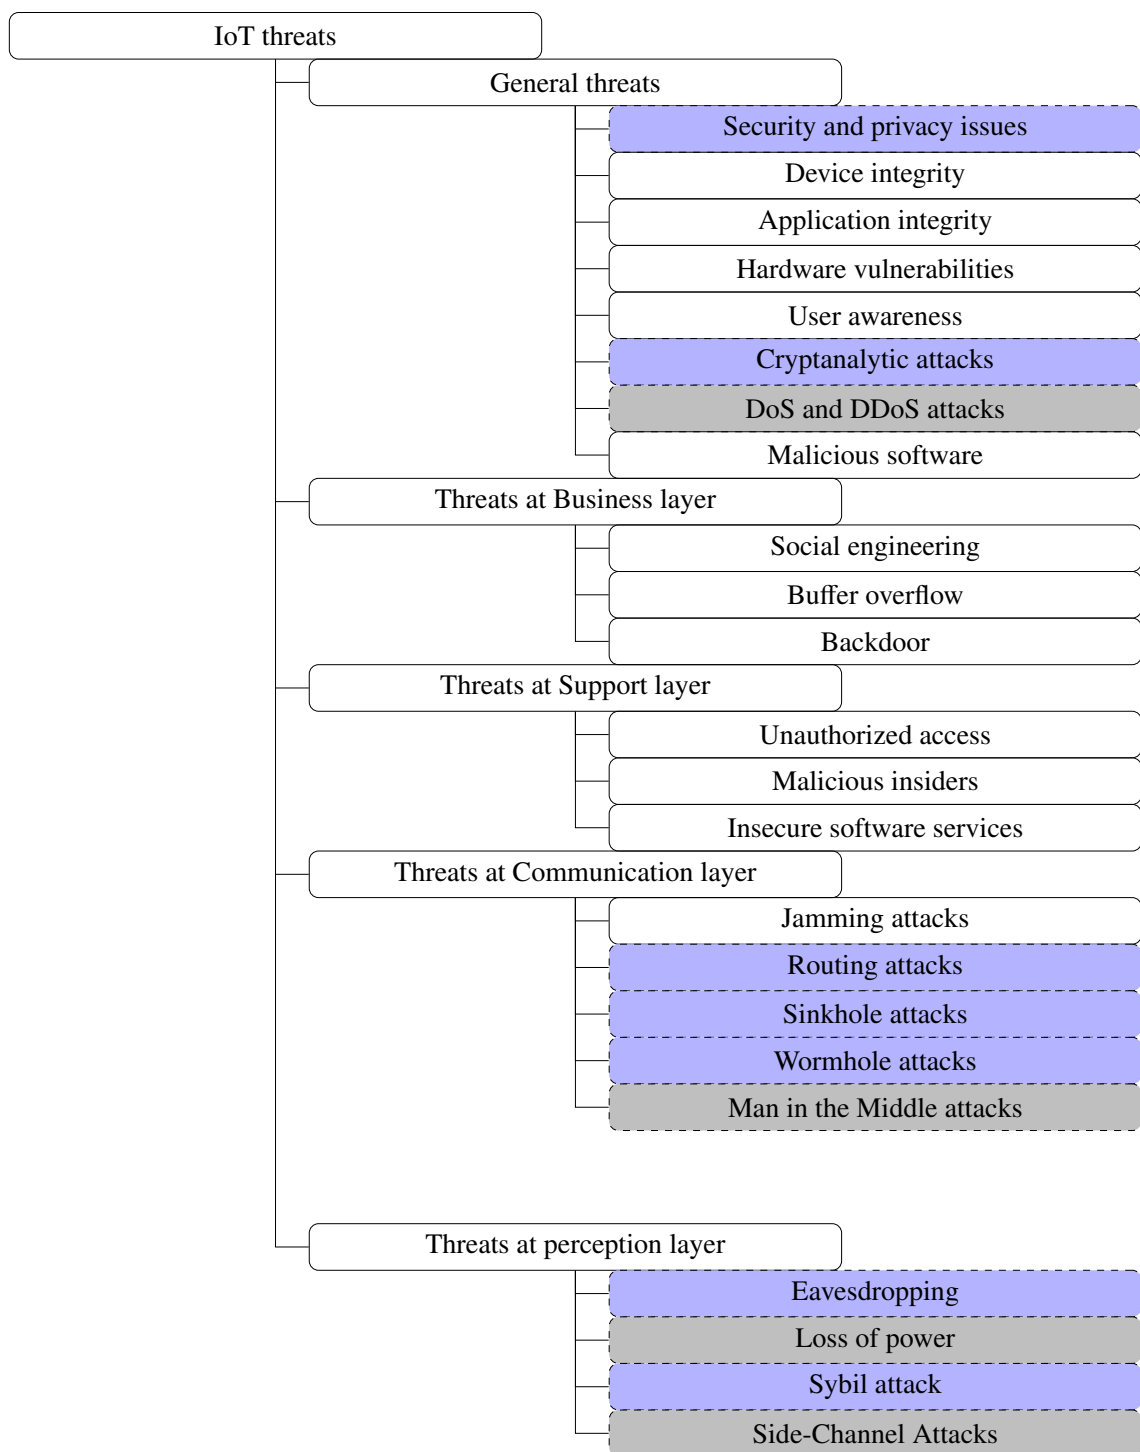 IoT threats
General threats
Security and privacy issues
Device integrity
Application integrity
Hardware vulnerabilities
User awareness
Cryptanalytic attacks
DoS and DDoS attacks
Malicious software
Threats at Business layer
Social engineering
Buffer overflow
Backdoor
Threats at Support layer
Unauthorized access
Malicious insiders
Insecure software services
Threats at Communication layer
Jamming attacks
Routing attacks
Sinkhole attacks
Wormhole attacks
Man in the Middle attacks
Threats at perception layer
Eavesdropping
Loss of power
Sybil attack
Side-Channel Attacks